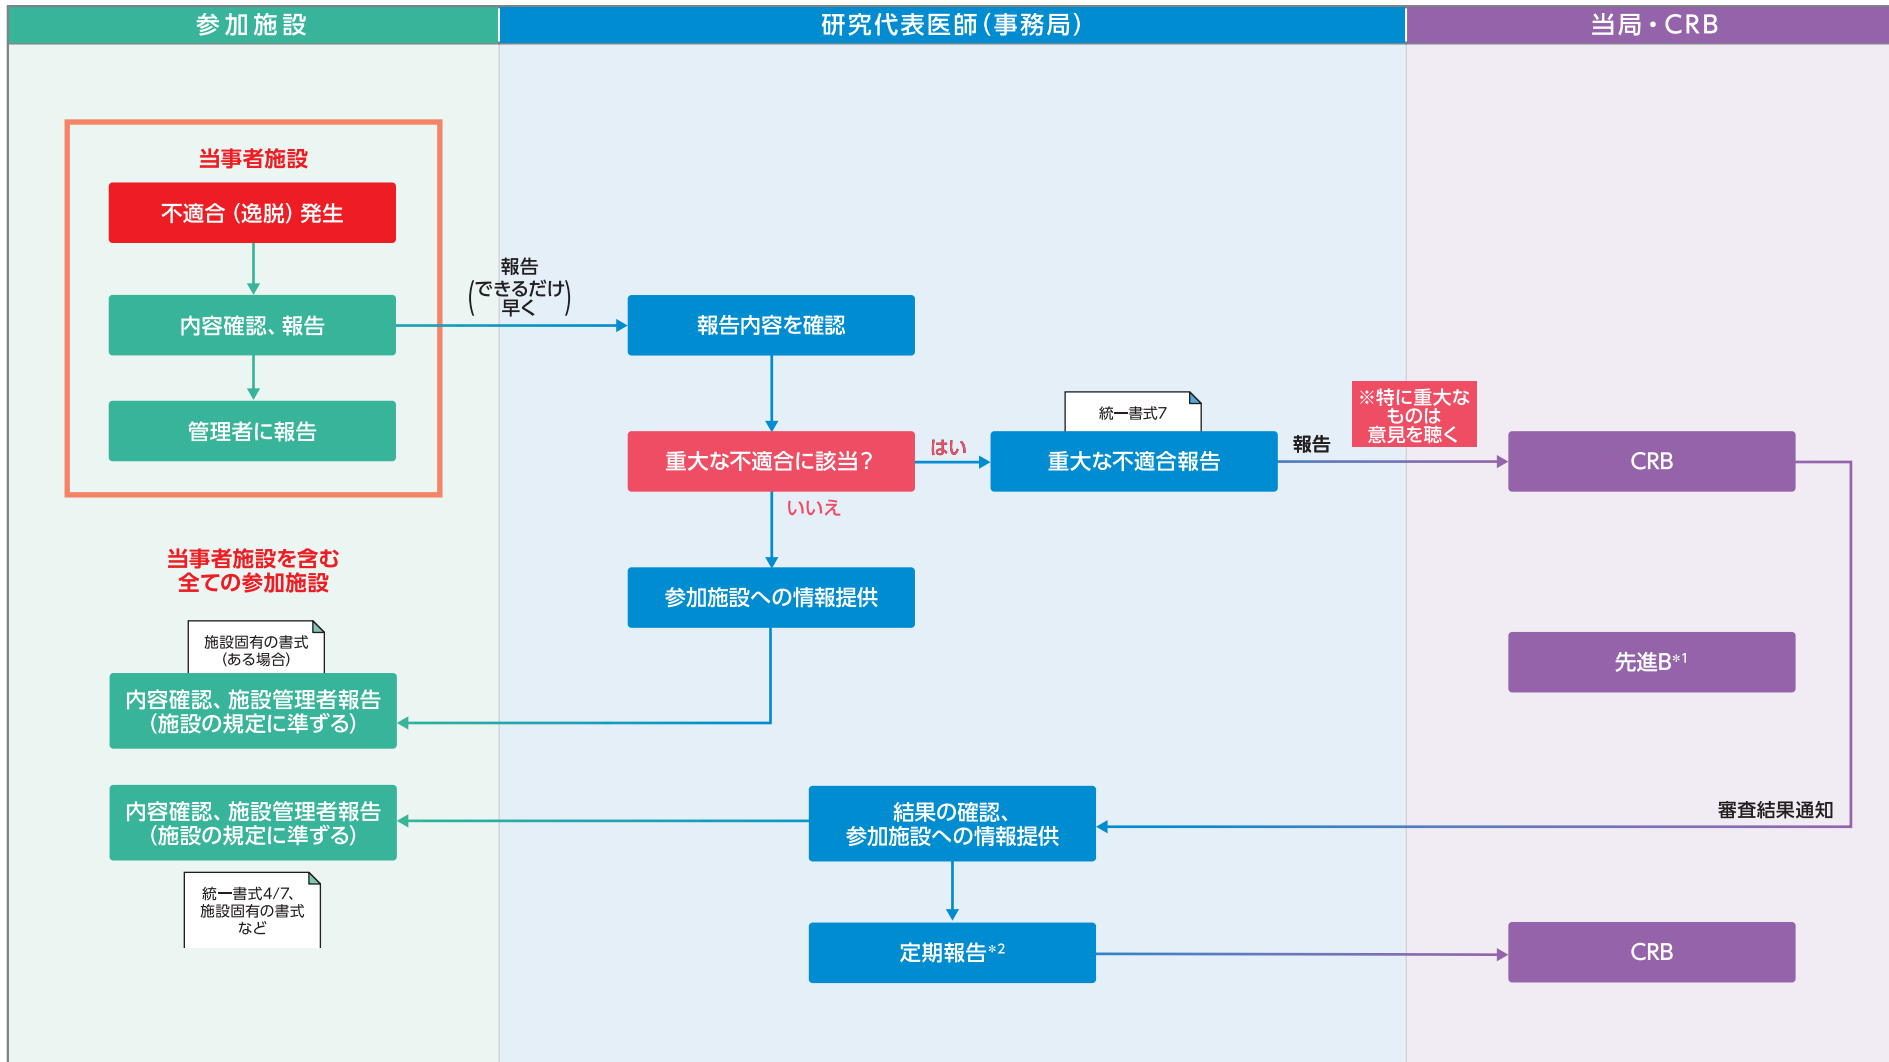 参加施設
研究代表医師（事務局）
当局・CRB
当事者施設
不適合（逸脱）発生
内容確認、報告
管理者に報告
報告
（できるだけ
早く）
報告内容を確認
重大な不適合に該当？
はい
いいえ
統一書式7
重大な不適合報告
報告
※特に重大な
ものは
意見を聴く
CRB
参加施設への情報提供
先進B*1
当事者施設を含む
全ての参加施設
施設固有の書式
（ある場合）
内容確認、施設管理者報告
（施設の規定に準ずる）
審査結果通知
結果の確認、
参加施設への情報提供
内容確認、施設管理者報告
（施設の規定に準ずる）
統一書式4/7、
施設固有の書式
など
定期報告*2
CRB